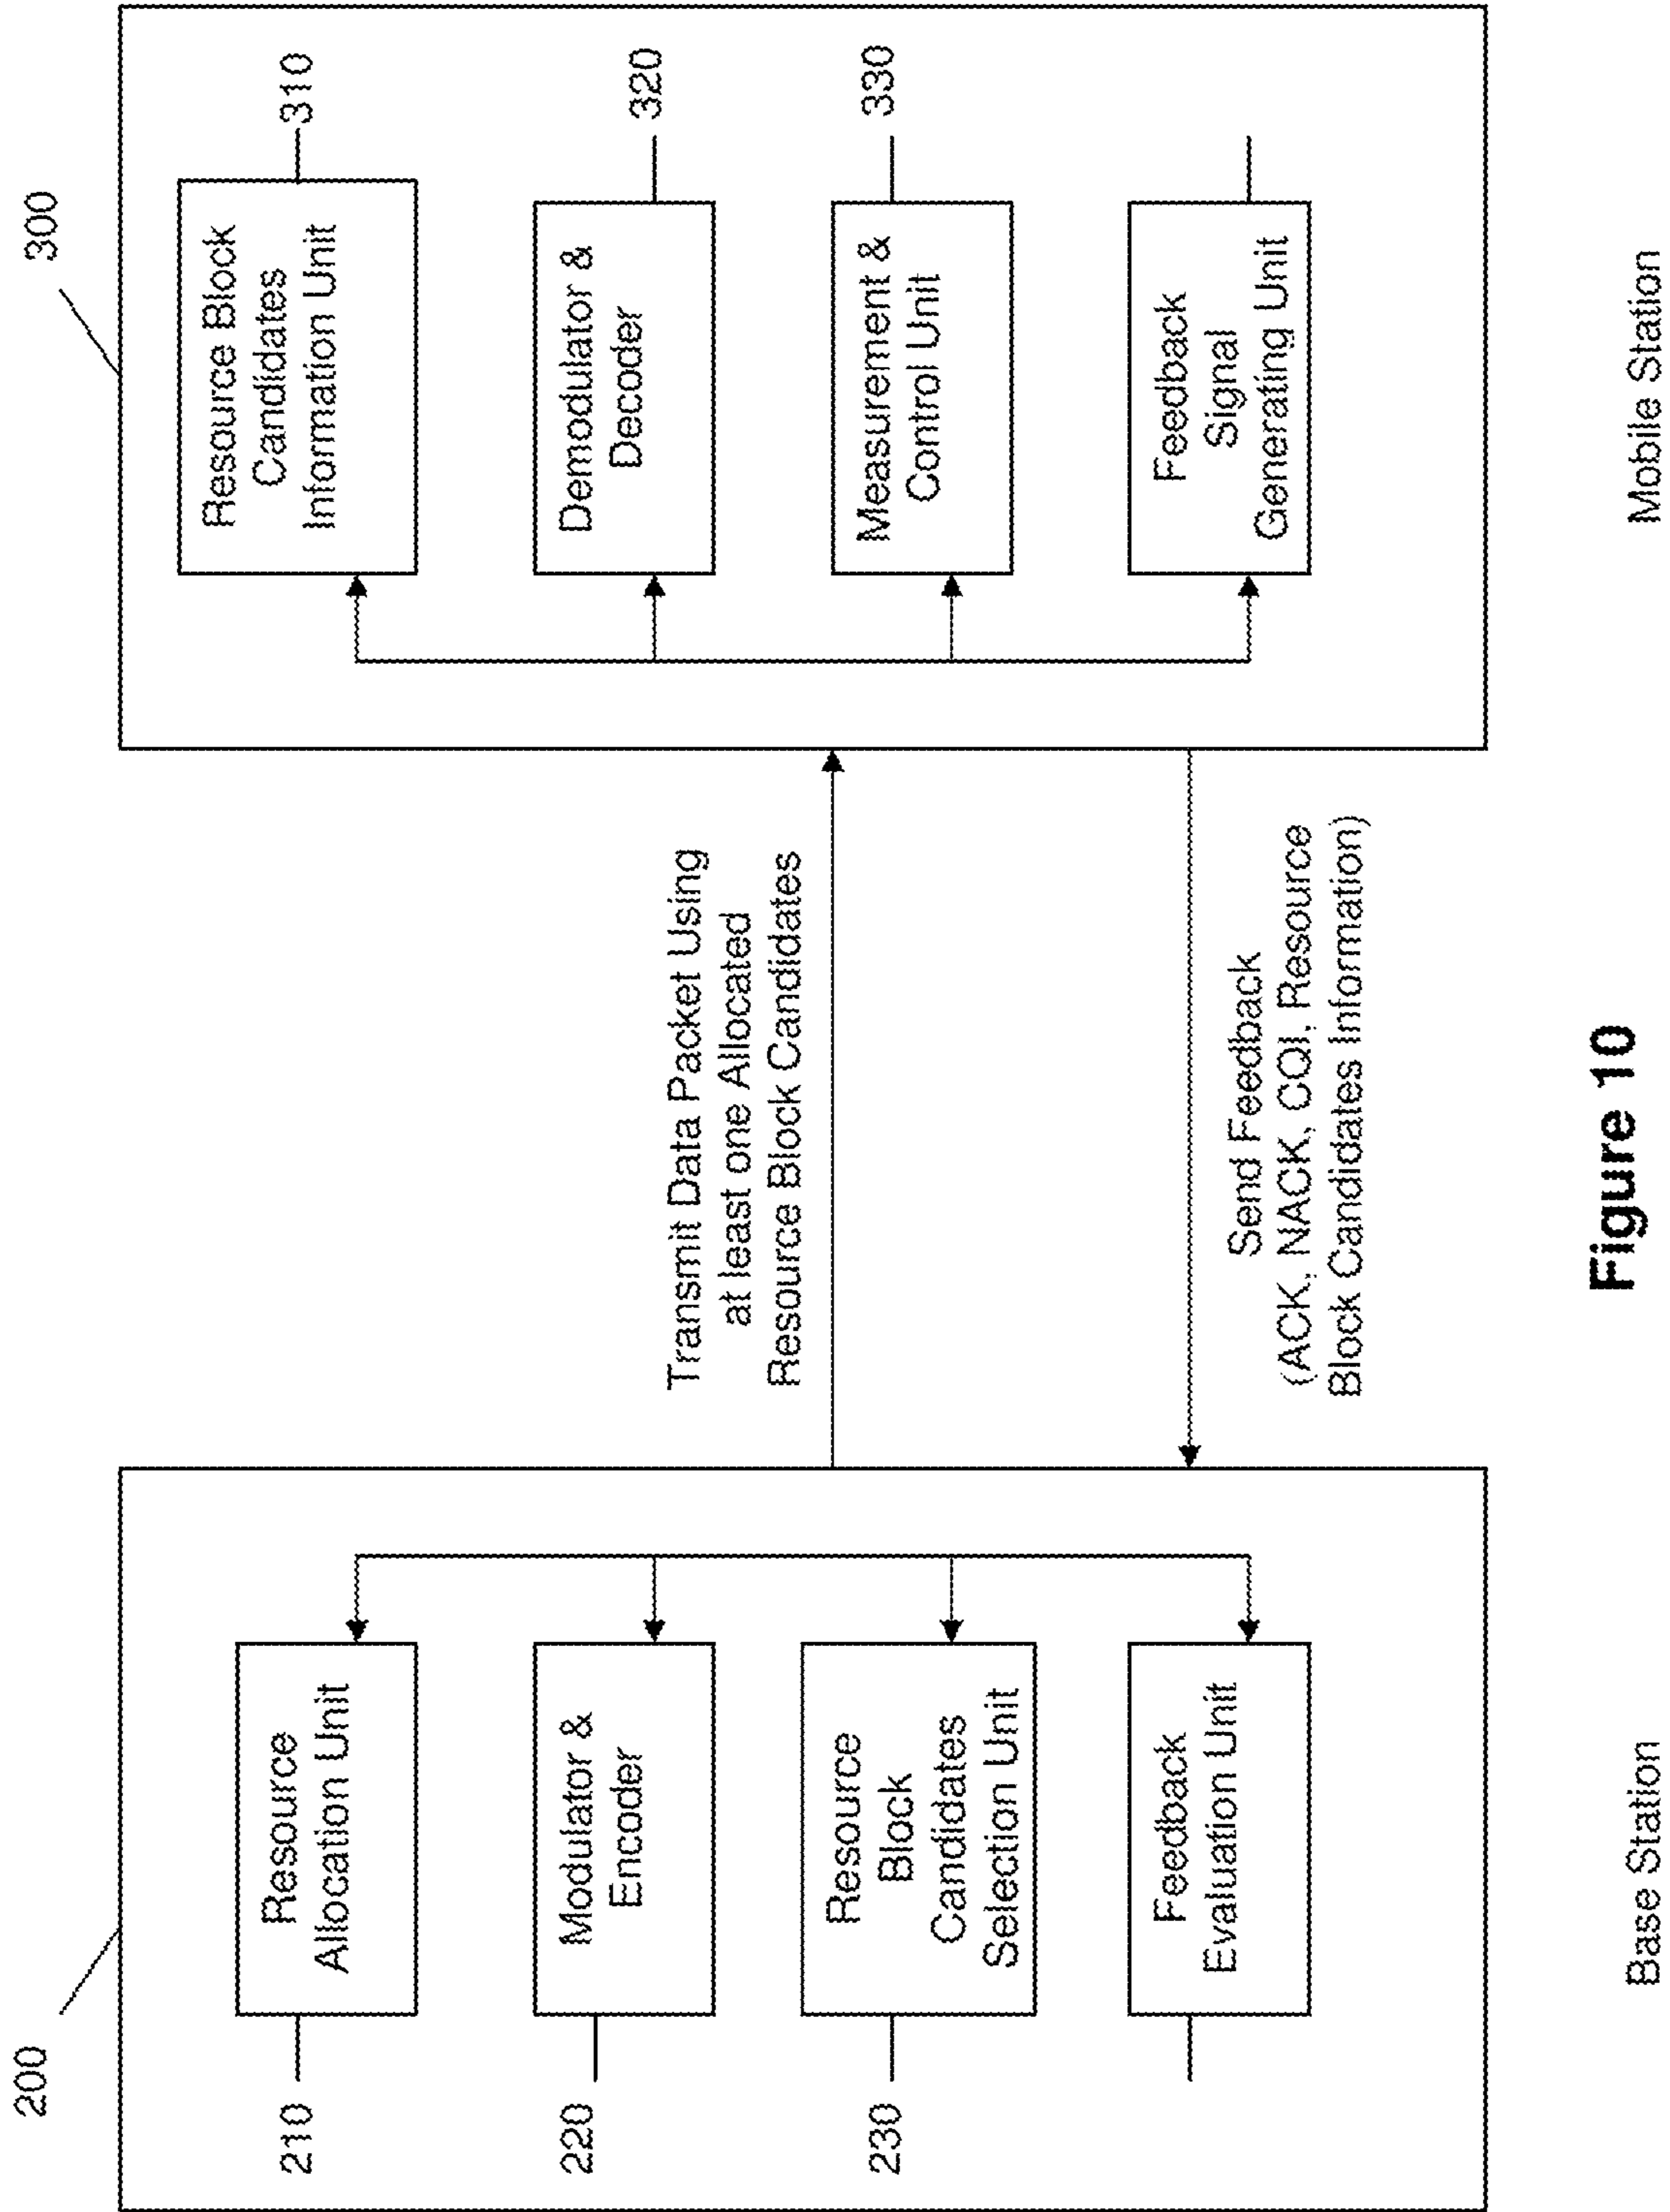 200
210
Resource
Allocation Unit
220
Modulator &
Encoder
230
Resource
Block
Candidates
Selection Unit
Feedback
Evaluation Unit
Base Station
Transmit Data Packet Using
at least one Allocated
Resource Block Candidates
Send Feedback
(ACK, NACK, CQI, Resource
Block Candidates Information)
300
Resource Block
Candidates
Information Unit
310
Demodulator &
Decoder
320
Measurement &
Control Unit
330
Feedback
Signal
Generating Unit
Mobile Station
Figure 10